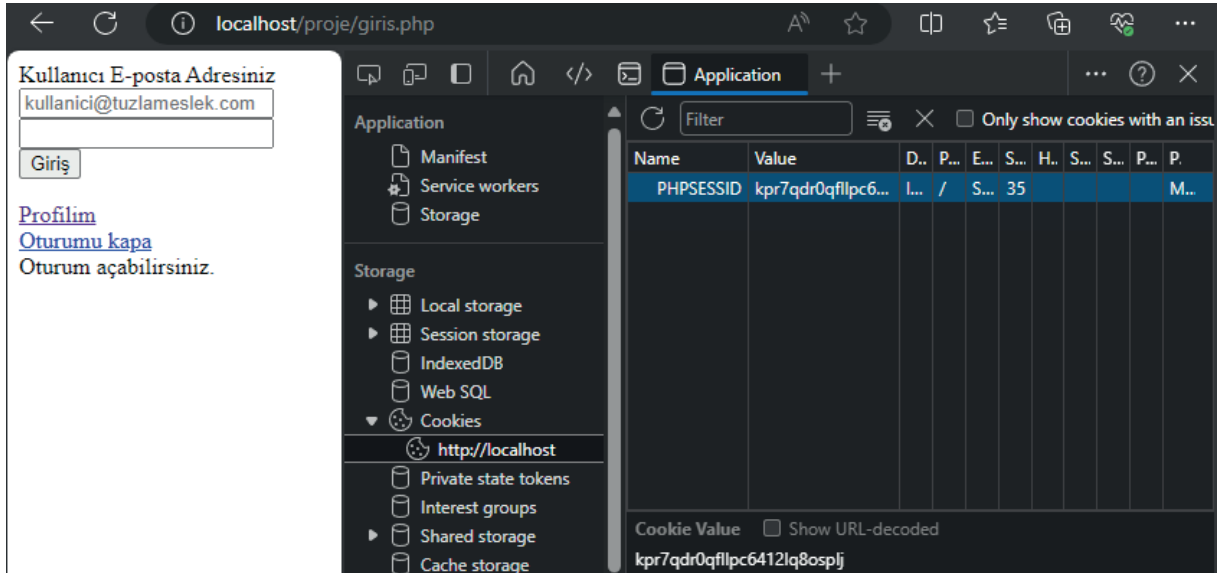 localhost/proje/giris.php
Kullanıcı E-posta Adresiniz
kullanici@tuzlameslek.com
Giriş
Profilim
Oturumu kapa
Oturum açabilirsiniz.
Application
Application
Manifest
Service workers
Storage
Storage
Local storage
Session storage
IndexedDB
Web SQL
Cookies
http://localhost
Private state tokens
Interest groups
Shared storage
Cache storage
Filter
Only show cookies with an issu
Name Value D.. P... E... S... H.. S... S... P... P.
PHPSESSID kpr7qdr0qfllpc6... l... / S... 35 M...
Cookie Value Show URL-decoded
kpr7qdr0qfllpc6412lq8osplj